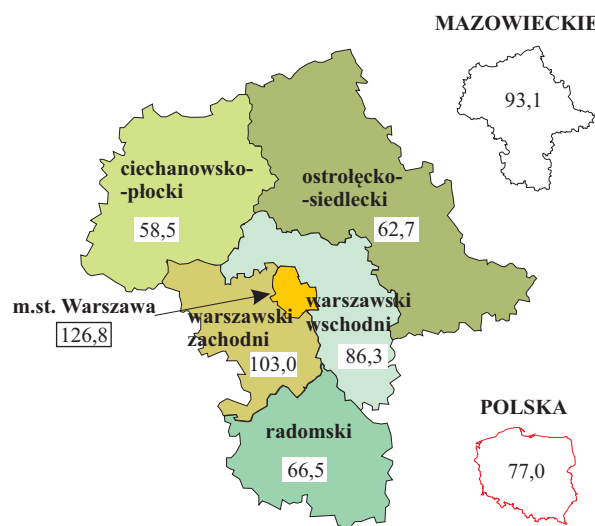 MAZOWIECKIE
93,1
ciechanowsko-
-płocki
58,5
ostrołęcko-
-siedlecki
62,7
m.st. Warszawa
126,8
warszawski
zachodni
103,0
warszawski
wschodni
86,3
radomski
66,5
POLSKA
77,0